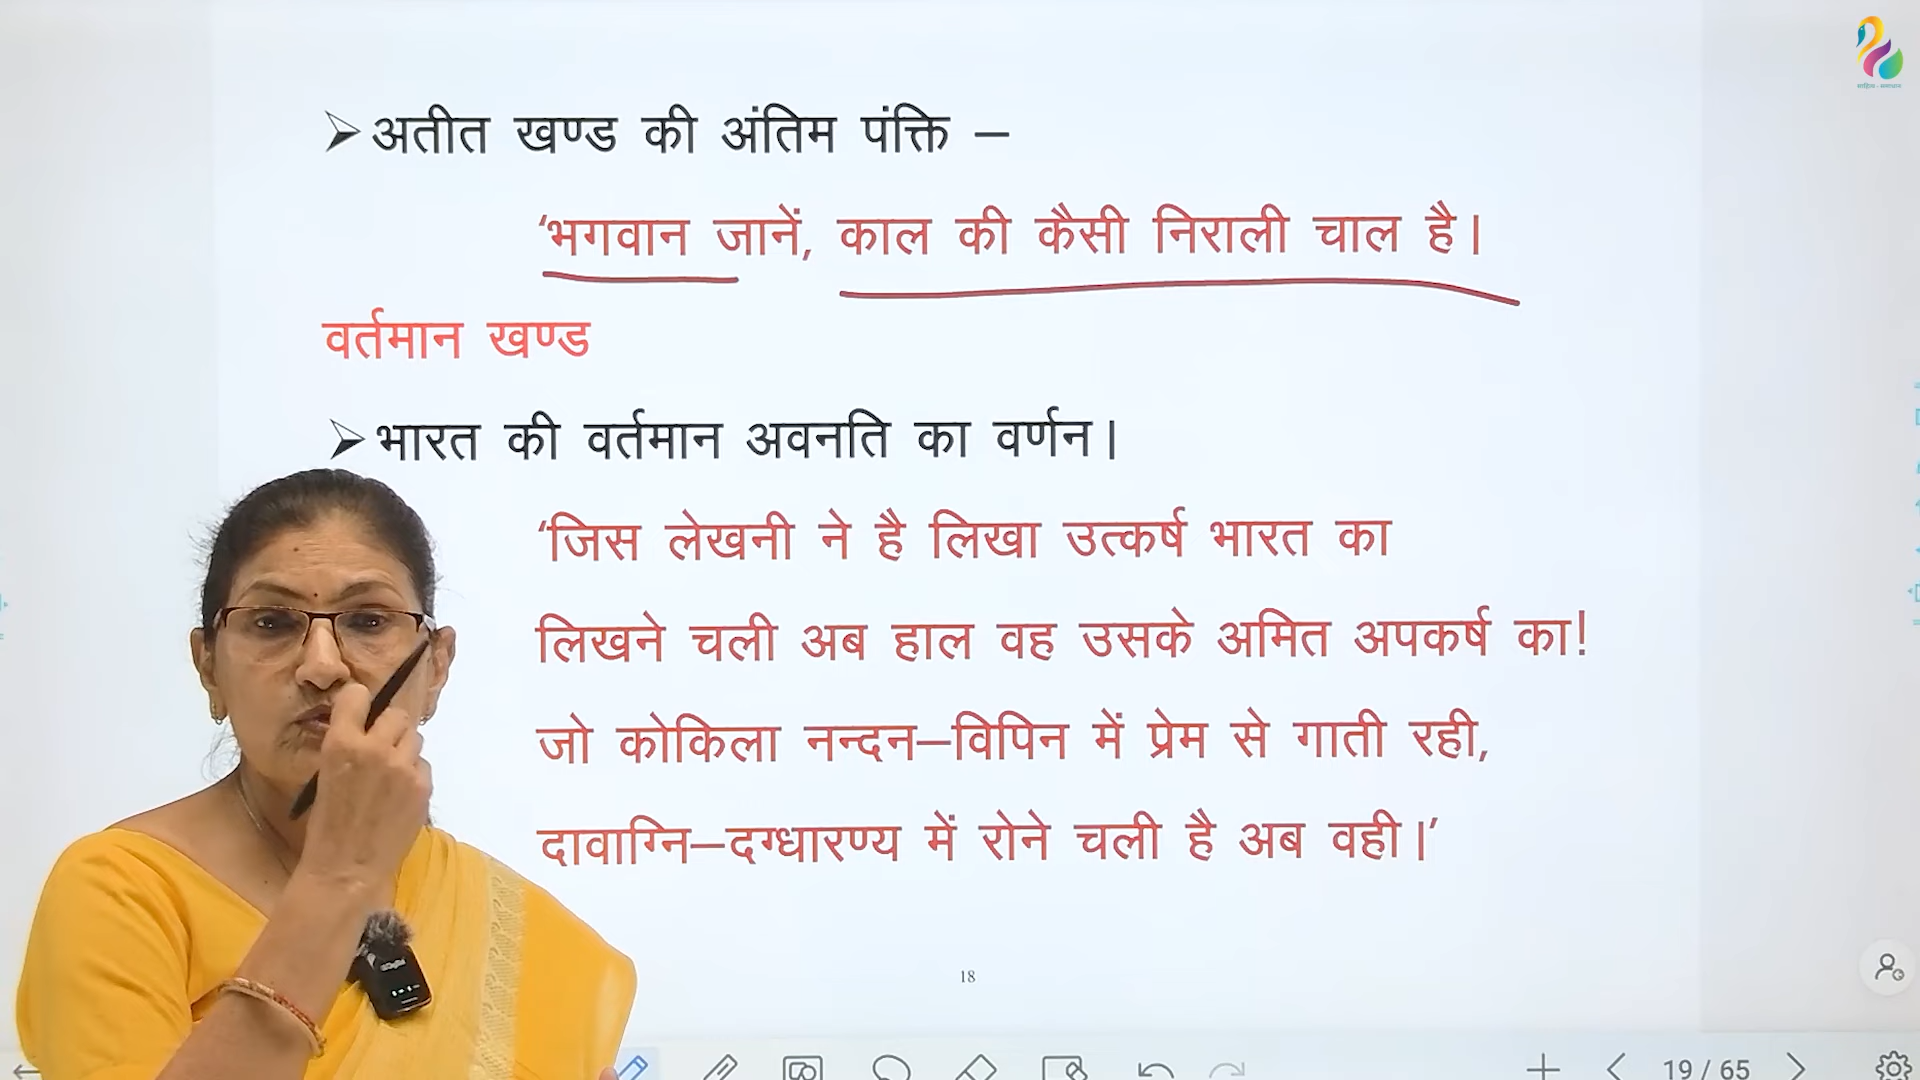 ➢अतीत खण्ड की अंतिम पंक्ति –
‘भगवान जानें, काल की कैसी निराली चाल है।
वर्तमान खण्ड
➢भारत की वर्तमान अवनति का वर्णन।
‘जिस लेखनी ने है लिखा उत्कर्ष भारत का
लिखने चली अब हाल वह उसके अमित अपकर्ष का!
जो कोकिला नन्दन–विपिन में प्रेम से गाती रही,
दावाग्नि–दग्धारण्य में रोने चली है अब वही।’
18
19 / 65